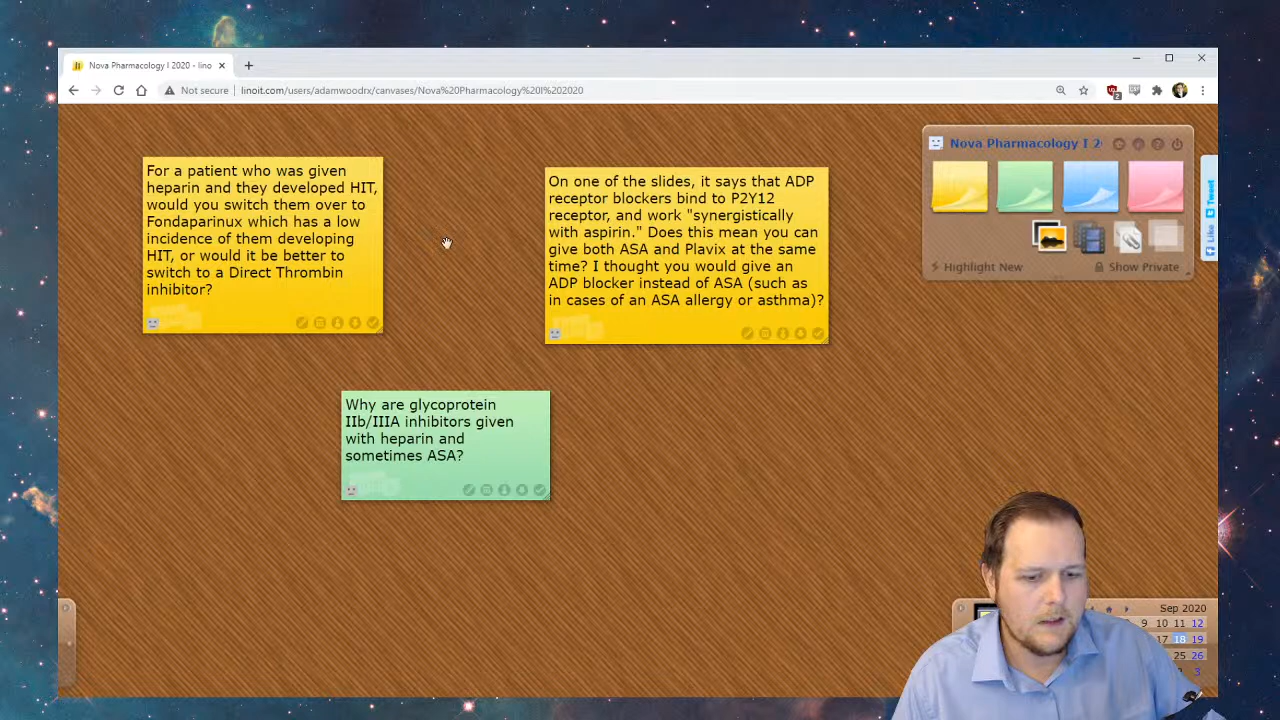 Nova Pharmacology I 2020 - lino
Not secure
linoit.com/users/adamwoodrx/canvases/Nova%20Pharmacology%20I%202020
2
For a patient who was given
heparin and they developed HIT,
would you switch them over to
Fondaparinux which has a low
incidence of them developing
HIT, or would it be better to
switch to a Direct Thrombin
inhibitor?
On one of the slides, it says that ADP
receptor blockers bind to P2Y12
receptor, and work "synergistically
with aspirin." Does this mean you can
give both ASA and Plavix at the same
time? I thought you would give an
ADP blocker instead of ASA (such as
in cases of an ASA allergy or asthma)?
Why are glycoprotein
IIb/IIIA inhibitors given
with heparin and
sometimes ASA?
Nova Pharmacology I 2
Highlight New
Show Private
Tweet
Like
Sep 2020
9 10 11 12
17 18 19
25 26
3